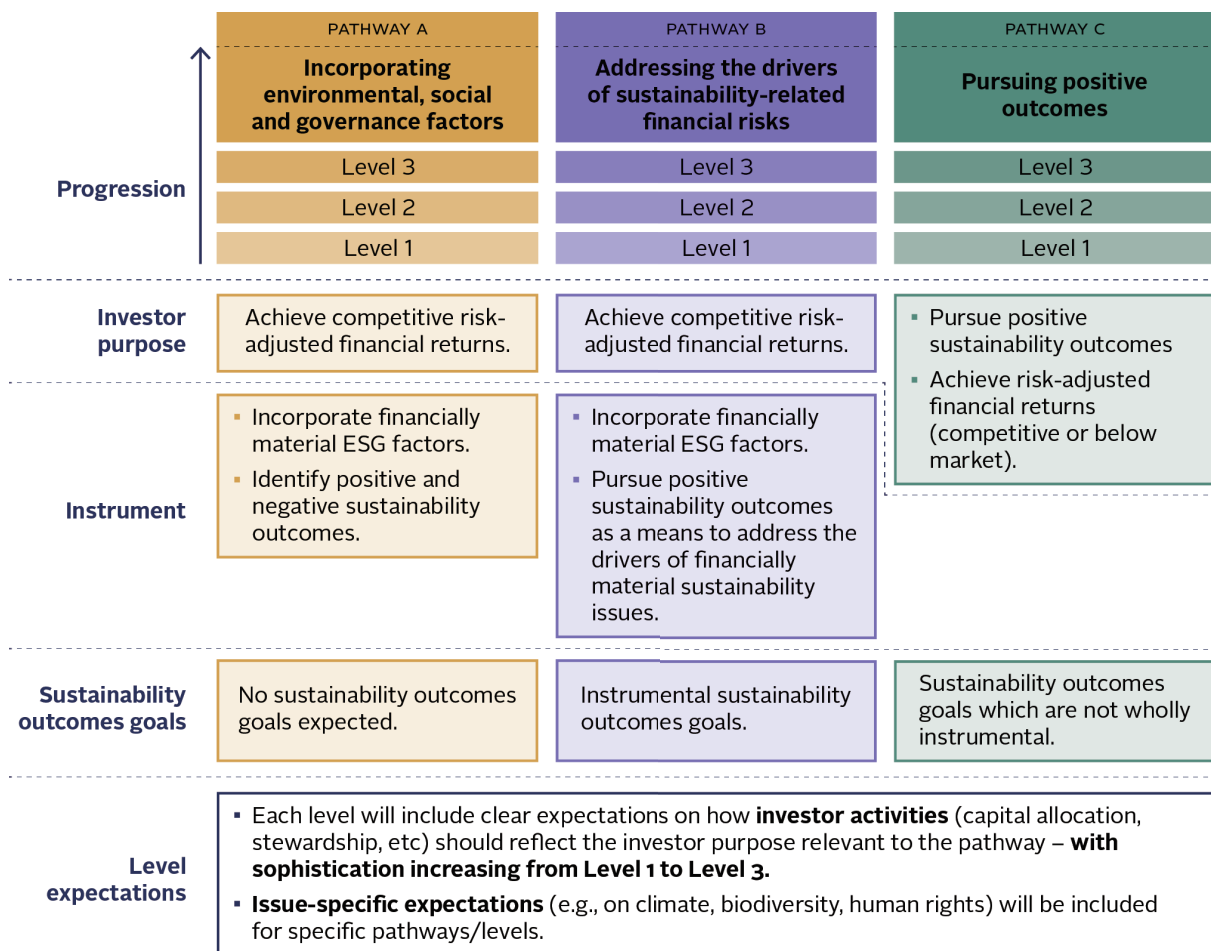 PATHWAY A
Incorporating
environmental, social
and governance factors
PATHWAY B
Addressing the drivers
of sustainability-related
financial risks
PATHWAY C
Pursuing positive
outcomes
Progression
Level 3
Level 3
Level 3
Level 2
Level 2
Level 2
Level 1
Level 1
Level 1
Investor
purpose
Achieve competitive risk-
adjusted financial returns.
Achieve competitive risk-
adjusted financial returns.
▪ Pursue positive
sustainability outcomes
▪ Achieve risk-adjusted
financial returns
(competitive or below
market).
Instrument
▪ Incorporate financially
material ESG factors.
▪ Identify positive and
negative sustainability
outcomes.
▪ Incorporate financially
material ESG factors.
▪ Pursue positive
sustainability outcomes
as a means to address the
drivers of financially
material sustainability
issues.
Sustainability
outcomes goals
No sustainability outcomes
goals expected.
Instrumental sustainability
outcomes goals.
Sustainability outcomes
goals which are not wholly
instrumental.
Level
expectations
▪ Each level will include clear expectations on how investor activities (capital allocation,
stewardship, etc) should reflect the investor purpose relevant to the pathway – with
sophistication increasing from Level 1 to Level 3.
▪ Issue-specific expectations (e.g., on climate, biodiversity, human rights) will be included
for specific pathways/levels.